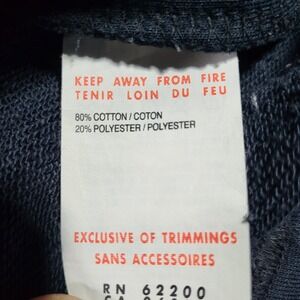 KEEP AWAY FROM FIRE
TENIR LOIN DU FEU
80% COTTON / COTON
20% POLYESTER / POLYESTER
EXCLUSIVE OF TRIMMINGS
SANS ACCESSOIRES
RN 62200
CA